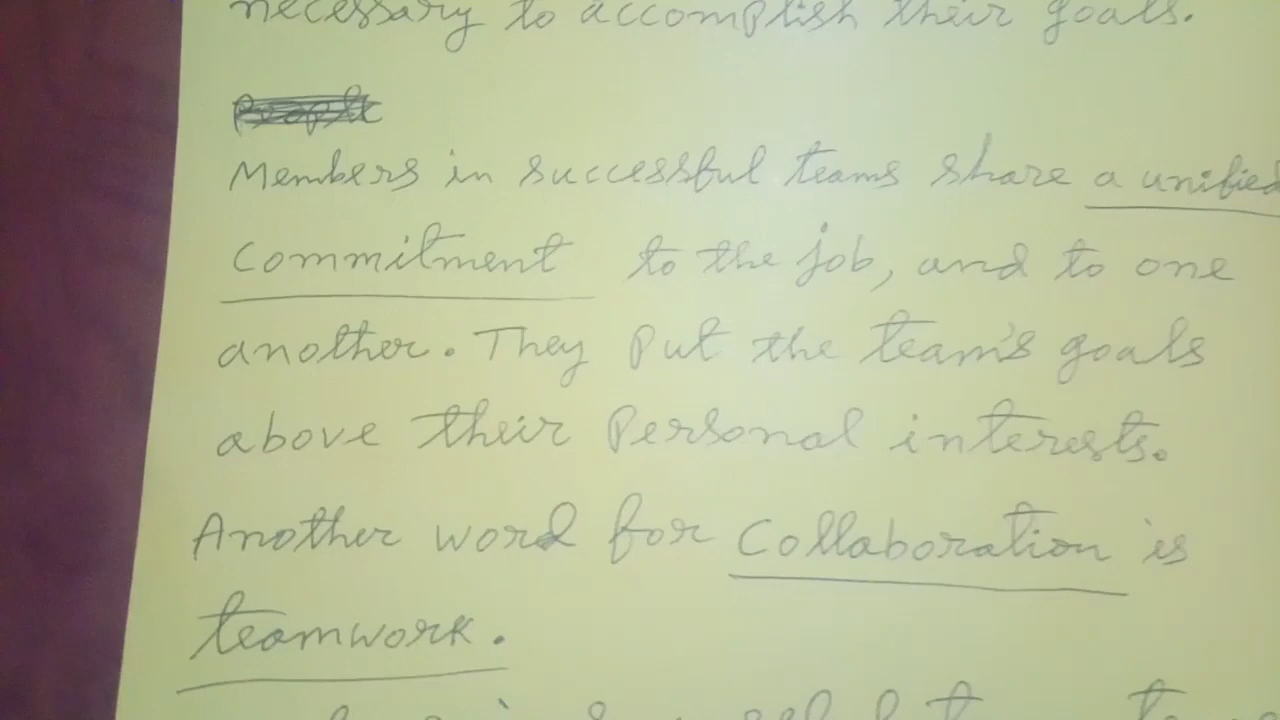 necessary to accomplish their goals.
Members in successful teams share a unified
commitment to the job, and to one
another. They put the team's goals
above their personal interests.
Another word for collaboration is
teamwork.